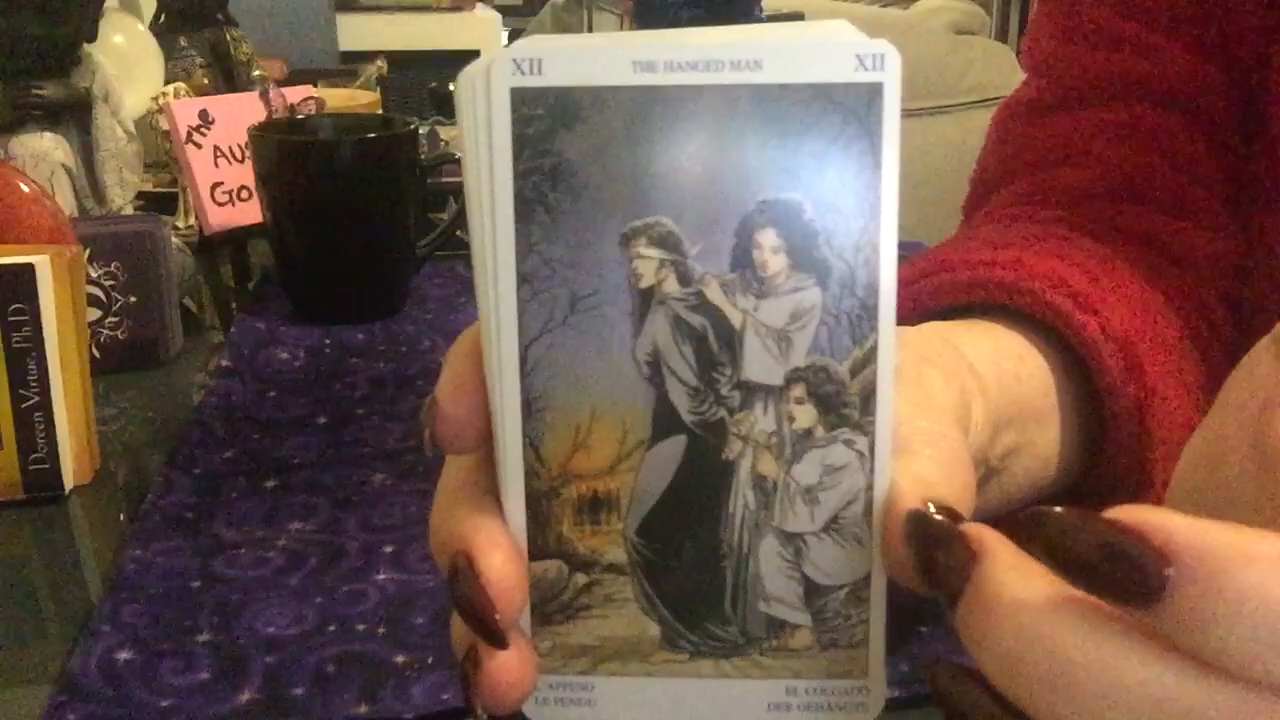 XII THE HANGED MAN XII
The
AUS
Go
Doreen Virtue, Ph.D
L'APPESO EL COLGADO
LE PENDU DER GEHÄNGTE